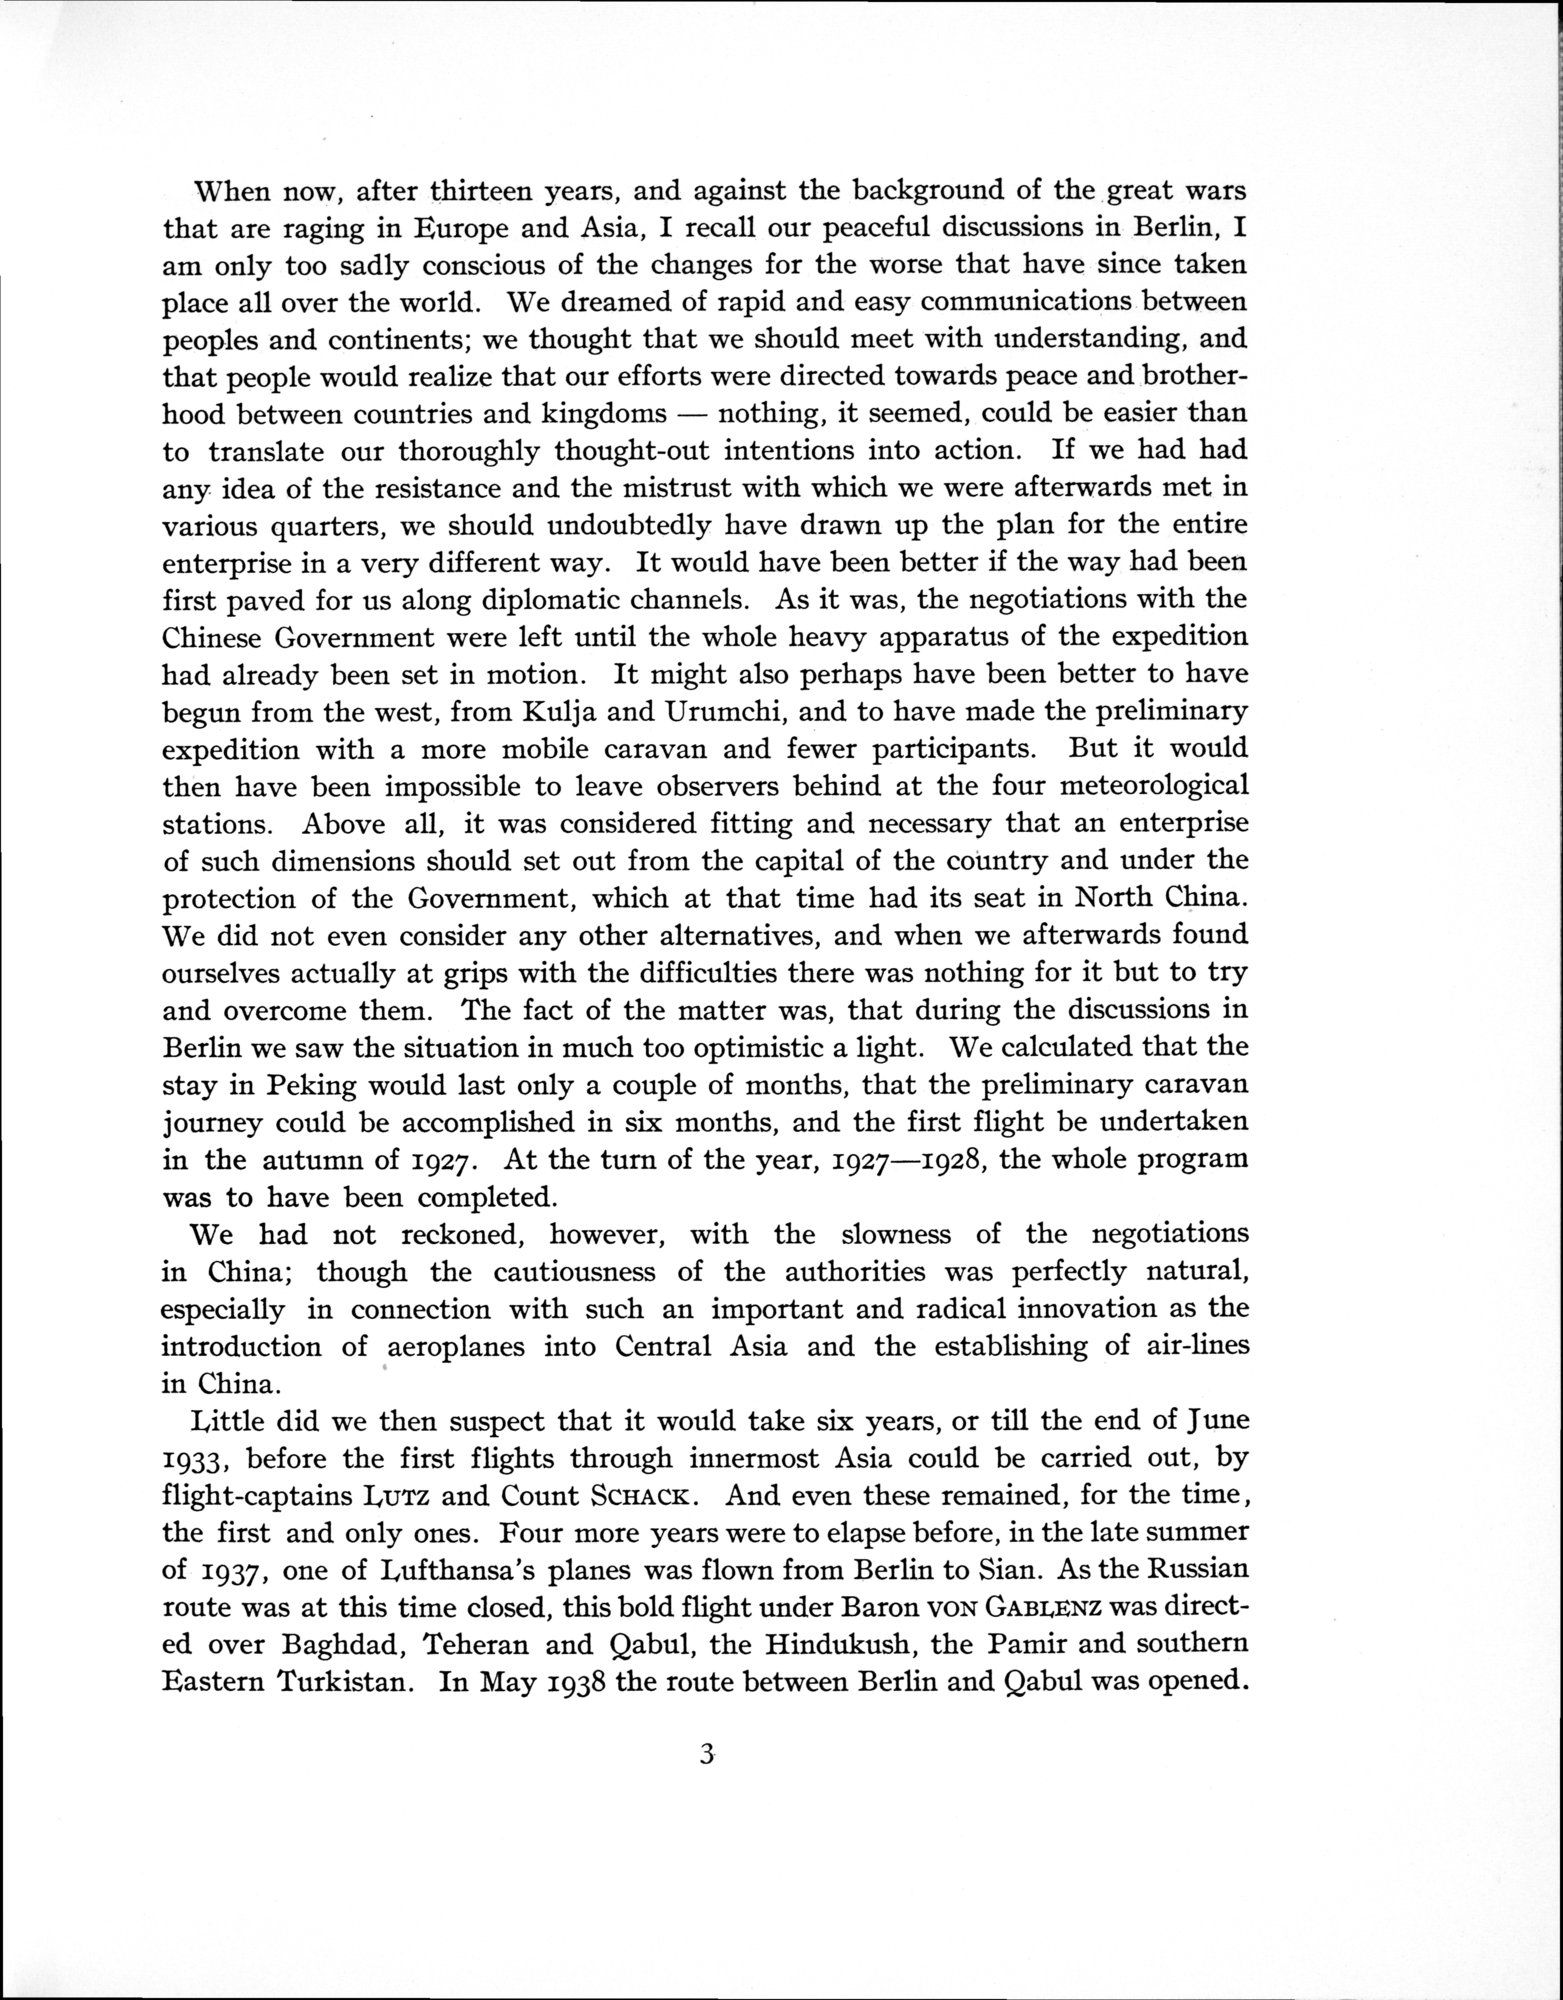 When now, after thirteen years, and against the background of the great wars
that are raging in Europe and Asia, I recall our peaceful discussions in Berlin, I
am only too sadly conscious of the changes for the worse that have since taken
place all over the world. We dreamed of rapid and easy communications between
peoples and continents; we thought that we should meet with understanding, and
that people would realize that our efforts were directed towards peace and brother-
hood between countries and kingdoms — nothing, it seemed, could be easier than
to translate our thoroughly thought-out intentions into action. If we had had
any idea of the resistance and the mistrust with which we were afterwards met in
various quarters, we should undoubtedly have drawn up the plan for the entire
enterprise in a very different way. It would have been better if the way had been
first paved for us along diplomatic channels. As it was, the negotiations with the
Chinese Government were left until the whole heavy apparatus of the expedition
had already been set in motion. It might also perhaps have been better to have
begun from the west, from Kulja and Urumchi, and to have made the preliminary
expedition with a more mobile caravan and fewer participants. But it would
then have been impossible to leave observers behind at the four meteorological
stations. Above all, it was considered fitting and necessary that an enterprise
of such dimensions should set out from the capital of the country and under the
protection of the Government, which at that time had its seat in North China.
We did not even consider any other alternatives, and when we afterwards found
ourselves actually at grips with the difficulties there was nothing for it but to try
and overcome them. The fact of the matter was, that during the discussions in
Berlin we saw the situation in much too optimistic a light. We calculated that the
stay in Peking would last only a couple of months, that the preliminary caravan
journey could be accomplished in six months, and the first flight be undertaken
in the autumn of 1927. At the turn of the year, 1927—1928, the whole program
was to have been completed.
We had not reckoned, however, with the slowness of the negotiations
in China; though the cautiousness of the authorities was perfectly natural,
especially in connection with such an important and radical innovation as the
introduction of aeroplanes into Central Asia and the establishing of air-lines
in China.
Little did we then suspect that it would take six years, or till the end of June
1933, before the first flights through innermost Asia could be carried out, by
flight-captains LUTZ and Count SCHACK. And even these remained, for the time,
the first and only ones. Four more years were to elapse before, in the late summer
of 1937, one of Lufthansa's planes was flown from Berlin to Sian. As the Russian
route was at this time closed, this bold flight under Baron VON GABLENZ was direct-
ed over Baghdad, Teheran and Qabul, the Hindukush, the Pamir and southern
Eastern Turkistan. In May 1938 the route between Berlin and Qabul was opened.
3